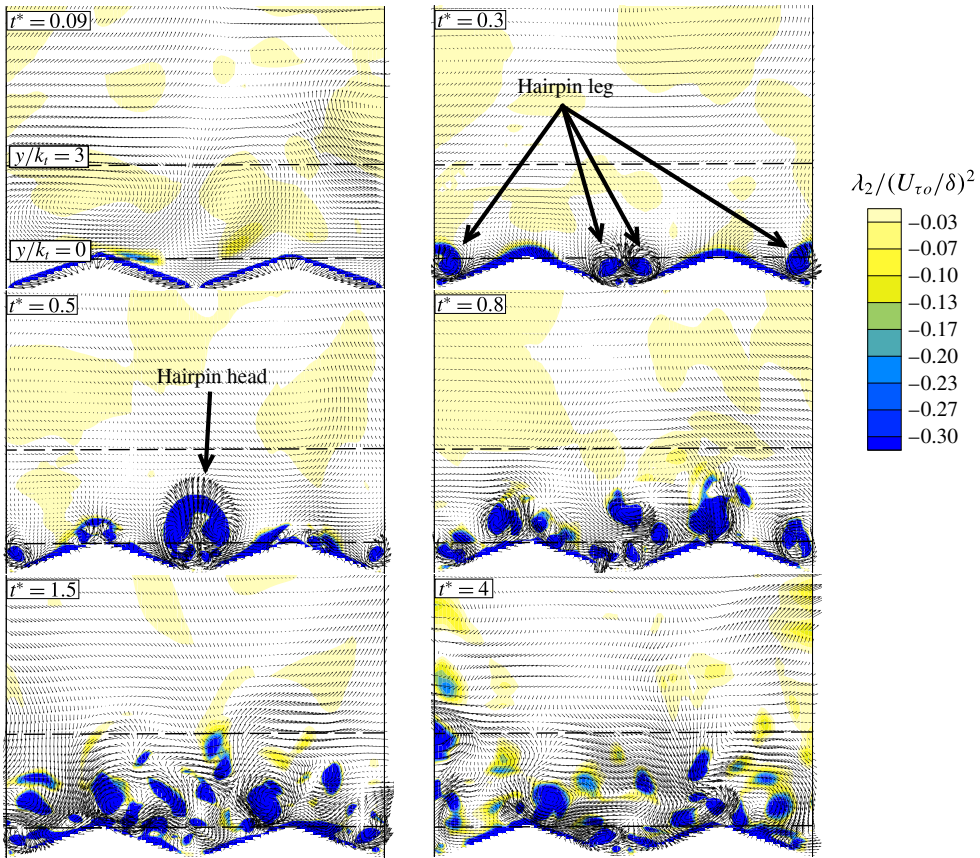 t* = 0.09
y/kₜ = 3
y/kₜ = 0
t* = 0.3
Hairpin leg
t* = 0.5
Hairpin head
t* = 0.8
t* = 1.5
t* = 4
λ₂/(U_τo/δ)²
−0.03
−0.07
−0.10
−0.13
−0.17
−0.20
−0.23
−0.27
−0.30